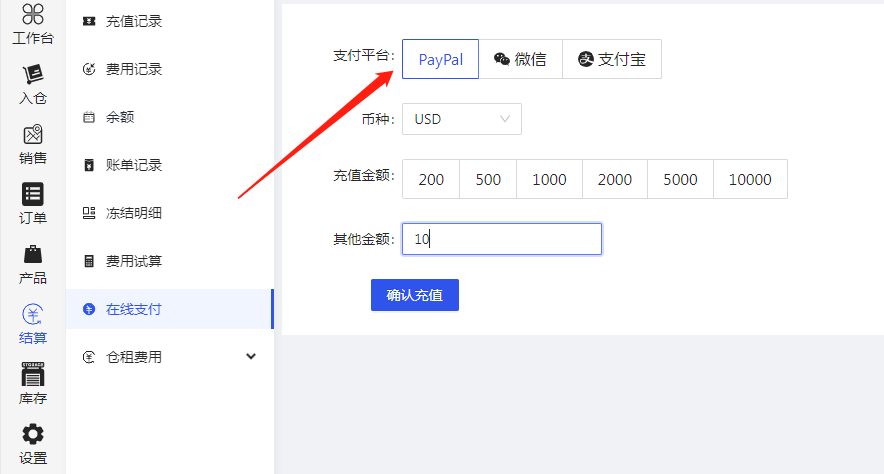 工作台
入仓
销售
订单
产品
结算
库存
设置
充值记录
费用记录
余额
账单记录
冻结明细
费用试算
在线支付
仓租费用
支付平台: PayPal 微信 支付宝
币种: USD
充值金额: 200 500 1000 2000 5000 10000
其他金额: 10
确认充值